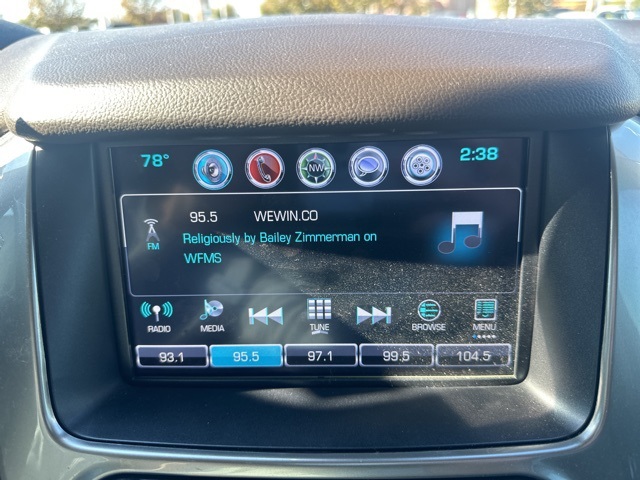 78° NW 2:38
95.5 WEWIN.CO
Religiously by Bailey Zimmerman on
WFMS
FM
RADIO MEDIA TUNE BROWSE MENU
93.1 95.5 97.1 99.5 104.5